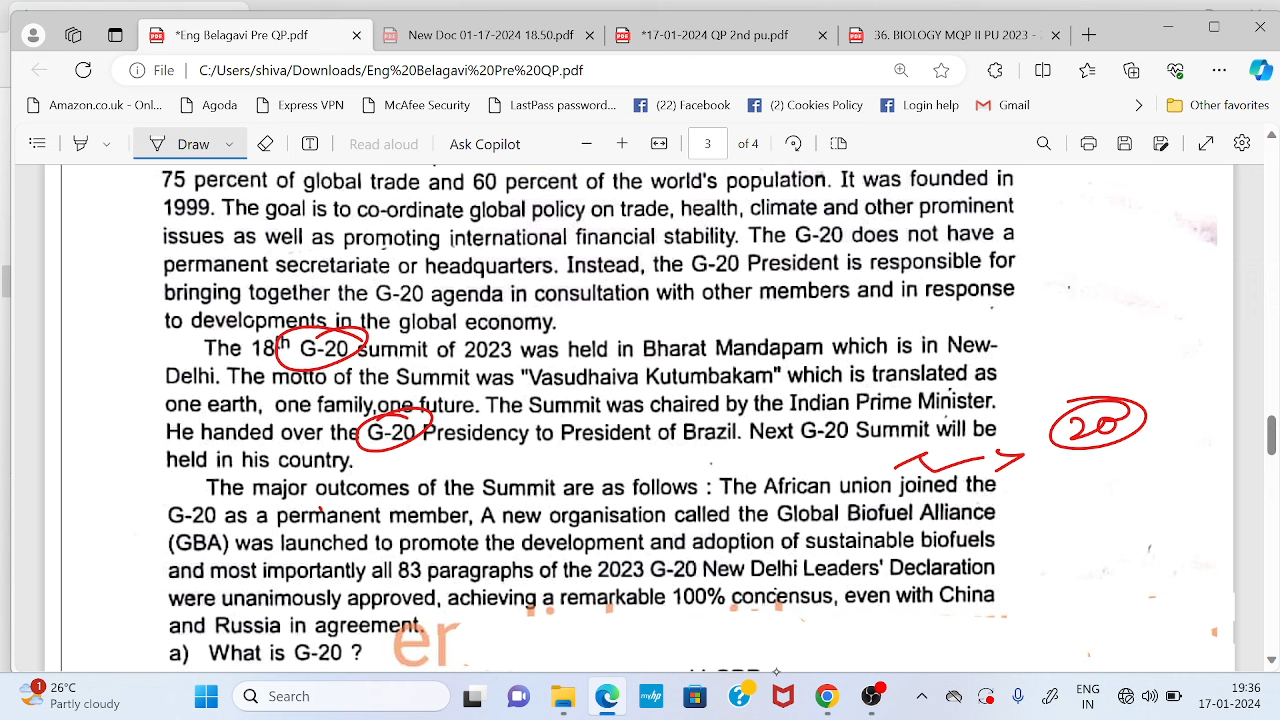 *Eng Belagavi Pre QP.pdf
New Doc 01-17-2024 18.50.pdf
*17-01-2024 QP 2nd pu.pdf
36 BIOLOGY MQP II PU 2023 -
File
C:/Users/shiva/Downloads/Eng%20Belagavi%20Pre%20QP.pdf
Amazon.co.uk - Onl...
Agoda
Express VPN
McAfee Security
LastPass password...
(22) Facebook
(2) Cookies Policy
Login help
Gmail
Other favorites
Draw
Read aloud
Ask Copilot
3
of 4
75 percent of global trade and 60 percent of the world's population. It was founded in
1999. The goal is to co-ordinate global policy on trade, health, climate and other prominent
issues as well as promoting international financial stability. The G-20 does not have a
permanent secretariate or headquarters. Instead, the G-20 President is responsible for
bringing together the G-20 agenda in consultation with other members and in response
to developments in the global economy.
The 18th G-20 summit of 2023 was held in Bharat Mandapam which is in New-
Delhi. The motto of the Summit was "Vasudhaiva Kutumbakam" which is translated as
one earth, one family,one future. The Summit was chaired by the Indian Prime Minister.
He handed over the G-20 Presidency to President of Brazil. Next G-20 Summit will be
20
held in his country.
The major outcomes of the Summit are as follows : The African union joined the
G-20 as a permanent member, A new organisation called the Global Biofuel Alliance
(GBA) was launched to promote the development and adoption of sustainable biofuels
and most importantly all 83 paragraphs of the 2023 G-20 New Delhi Leaders' Declaration
were unanimously approved, achieving a remarkable 100% concensus, even with China
and Russia in agreement.
a) What is G-20 ?
er
1
26°C
Partly cloudy
Search
myhp
ENG
IN
19:36
17-01-2024